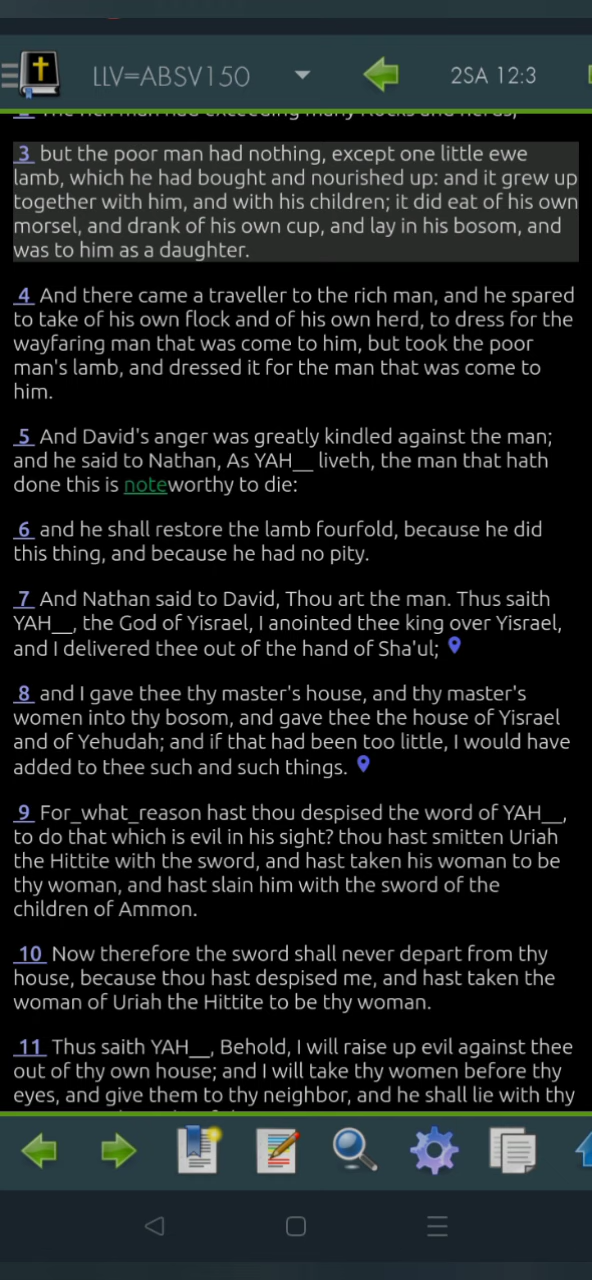 LLV=ABSV150
2SA 12:3
3 but the poor man had nothing, except one little ewe
lamb, which he had bought and nourished up: and it grew up
together with him, and with his children; it did eat of his own
morsel, and drank of his own cup, and lay in his bosom, and
was to him as a daughter.
4 And there came a traveller to the rich man, and he spared
to take of his own flock and of his own herd, to dress for the
wayfaring man that was come to him, but took the poor
man's lamb, and dressed it for the man that was come to
him.
5 And David's anger was greatly kindled against the man;
and he said to Nathan, As YAH__ liveth, the man that hath
done this is noteworthy to die:
6 and he shall restore the lamb fourfold, because he did
this thing, and because he had no pity.
7 And Nathan said to David, Thou art the man. Thus saith
YAH__, the God of Yisrael, I anointed thee king over Yisrael,
and I delivered thee out of the hand of Sha'ul;
8 and I gave thee thy master's house, and thy master's
women into thy bosom, and gave thee the house of Yisrael
and of Yehudah; and if that had been too little, I would have
added to thee such and such things.
9 For_what_reason hast thou despised the word of YAH__,
to do that which is evil in his sight? thou hast smitten Uriah
the Hittite with the sword, and hast taken his woman to be
thy woman, and hast slain him with the sword of the
children of Ammon.
10 Now therefore the sword shall never depart from thy
house, because thou hast despised me, and hast taken the
woman of Uriah the Hittite to be thy woman.
11 Thus saith YAH__, Behold, I will raise up evil against thee
out of thy own house; and I will take thy women before thy
eyes, and give them to thy neighbor, and he shall lie with thy